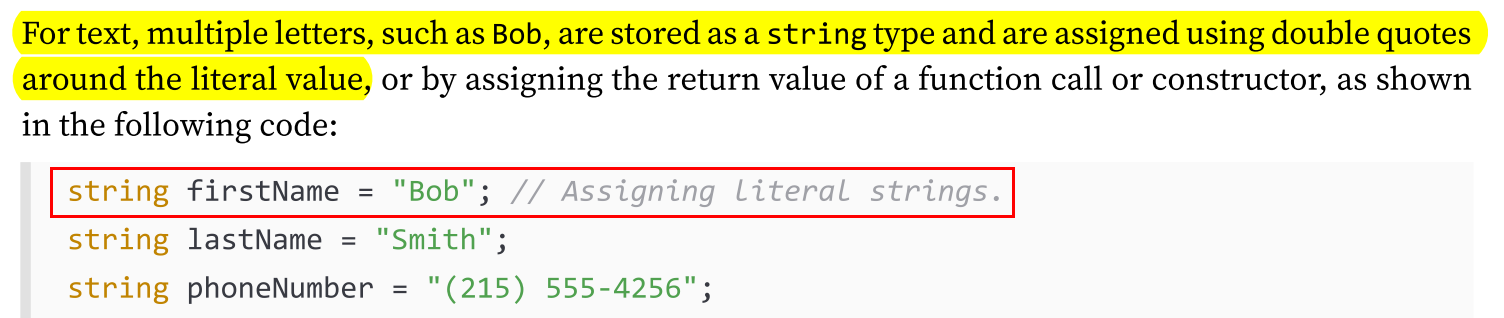 For text, multiple letters, such as Bob, are stored as a string type and are assigned using double quotes
around the literal value, or by assigning the return value of a function call or constructor, as shown
in the following code:
string firstName = "Bob"; // Assigning literal strings.
string lastName = "Smith";
string phoneNumber = "(215) 555-4256";